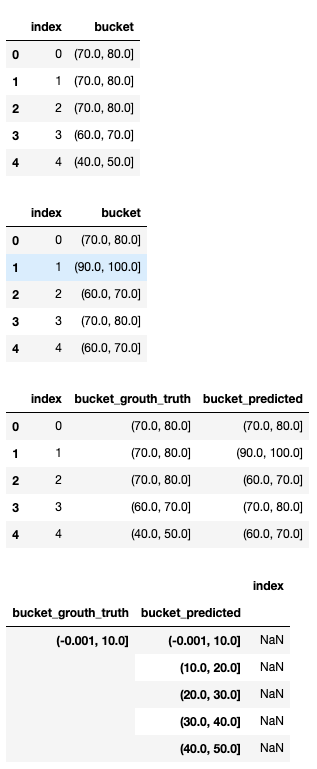 index bucket
0 0 (70.0, 80.0]
1 1 (70.0, 80.0]
2 2 (70.0, 80.0]
3 3 (60.0, 70.0]
4 4 (40.0, 50.0]
index bucket
0 0 (70.0, 80.0]
1 1 (90.0, 100.0]
2 2 (60.0, 70.0]
3 3 (70.0, 80.0]
4 4 (60.0, 70.0]
index bucket_grouth_truth bucket_predicted
0 0 (70.0, 80.0] (70.0, 80.0]
1 1 (70.0, 80.0] (90.0, 100.0]
2 2 (70.0, 80.0] (60.0, 70.0]
3 3 (60.0, 70.0] (70.0, 80.0]
4 4 (40.0, 50.0] (60.0, 70.0]
index
bucket_grouth_truth bucket_predicted
(-0.001, 10.0] (-0.001, 10.0] NaN
(10.0, 20.0] NaN
(20.0, 30.0] NaN
(30.0, 40.0] NaN
(40.0, 50.0] NaN